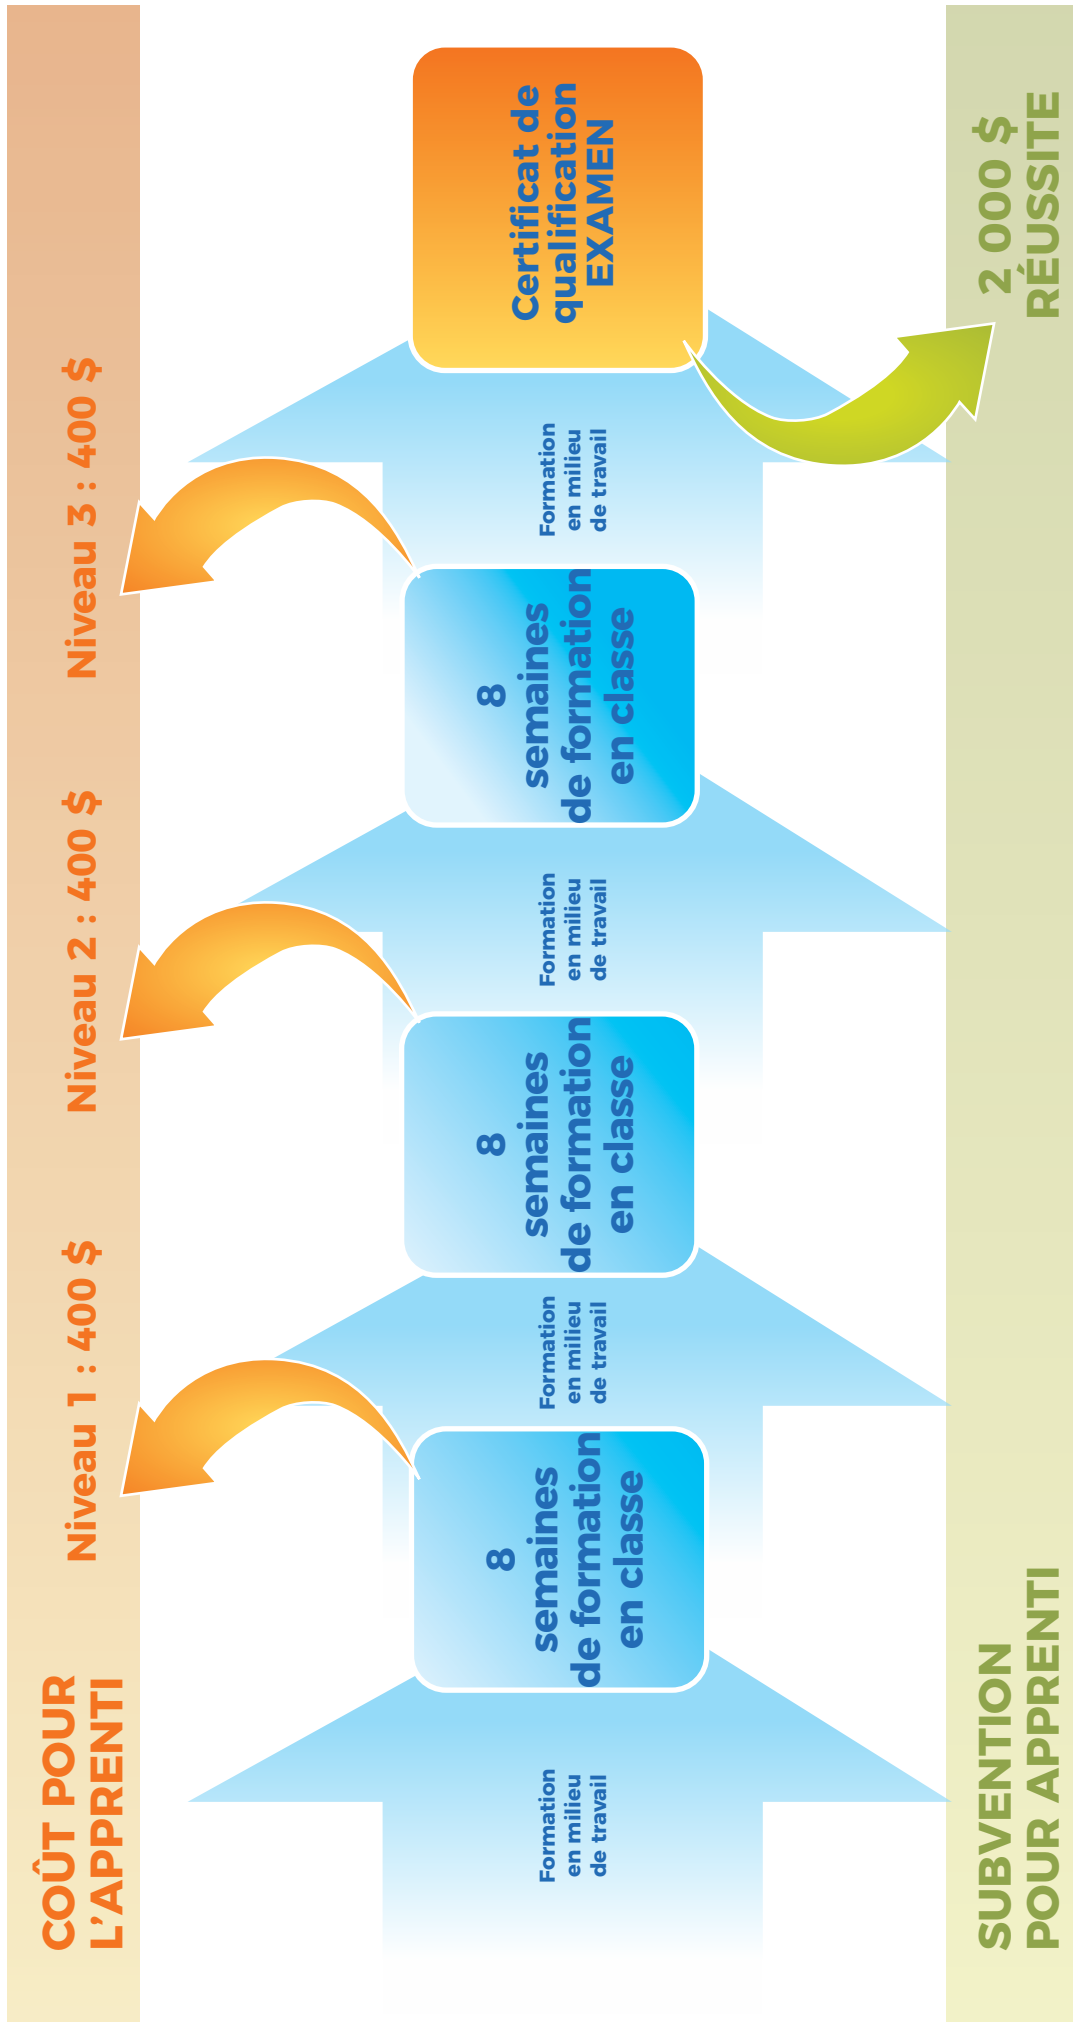 COÛT POUR
L’APPRENTI
Niveau 1 : 400 $
Niveau 2 : 400 $
Niveau 3 : 400 $
Formation
en milieu
de travail
8
semaines
de formation
en classe
Formation
en milieu
de travail
8
semaines
de formation
en classe
Formation
en milieu
de travail
8
semaines
de formation
en classe
Formation
en milieu
de travail
Certificat de
qualification
EXAMEN
SUBVENTION
POUR APPRENTI
2 000 $
RÉUSSITE